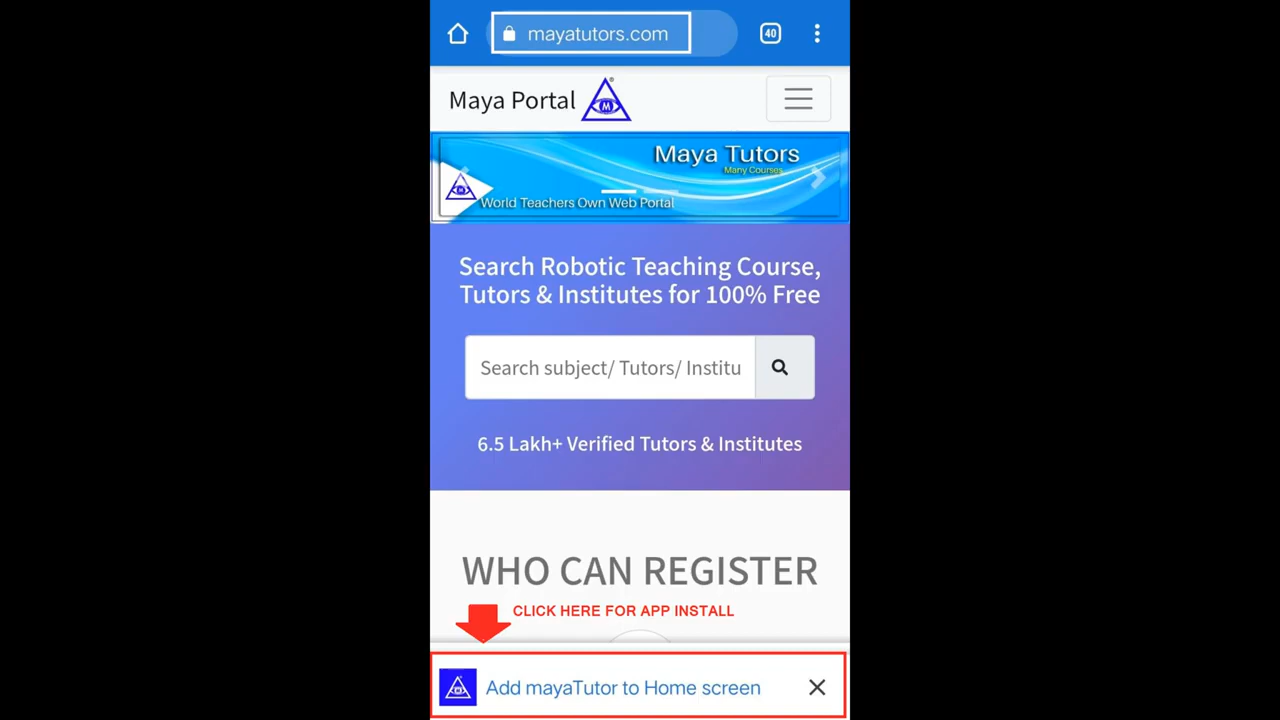 mayatutors.com
40
Maya Portal
M
Maya Tutors
Many Courses
World Teachers Own Web Portal
Search Robotic Teaching Course,
Tutors & Institutes for 100% Free
Search subject/ Tutors/ Institu
6.5 Lakh+ Verified Tutors & Institutes
WHO CAN REGISTER
CLICK HERE FOR APP INSTALL
Add mayaTutor to Home screen